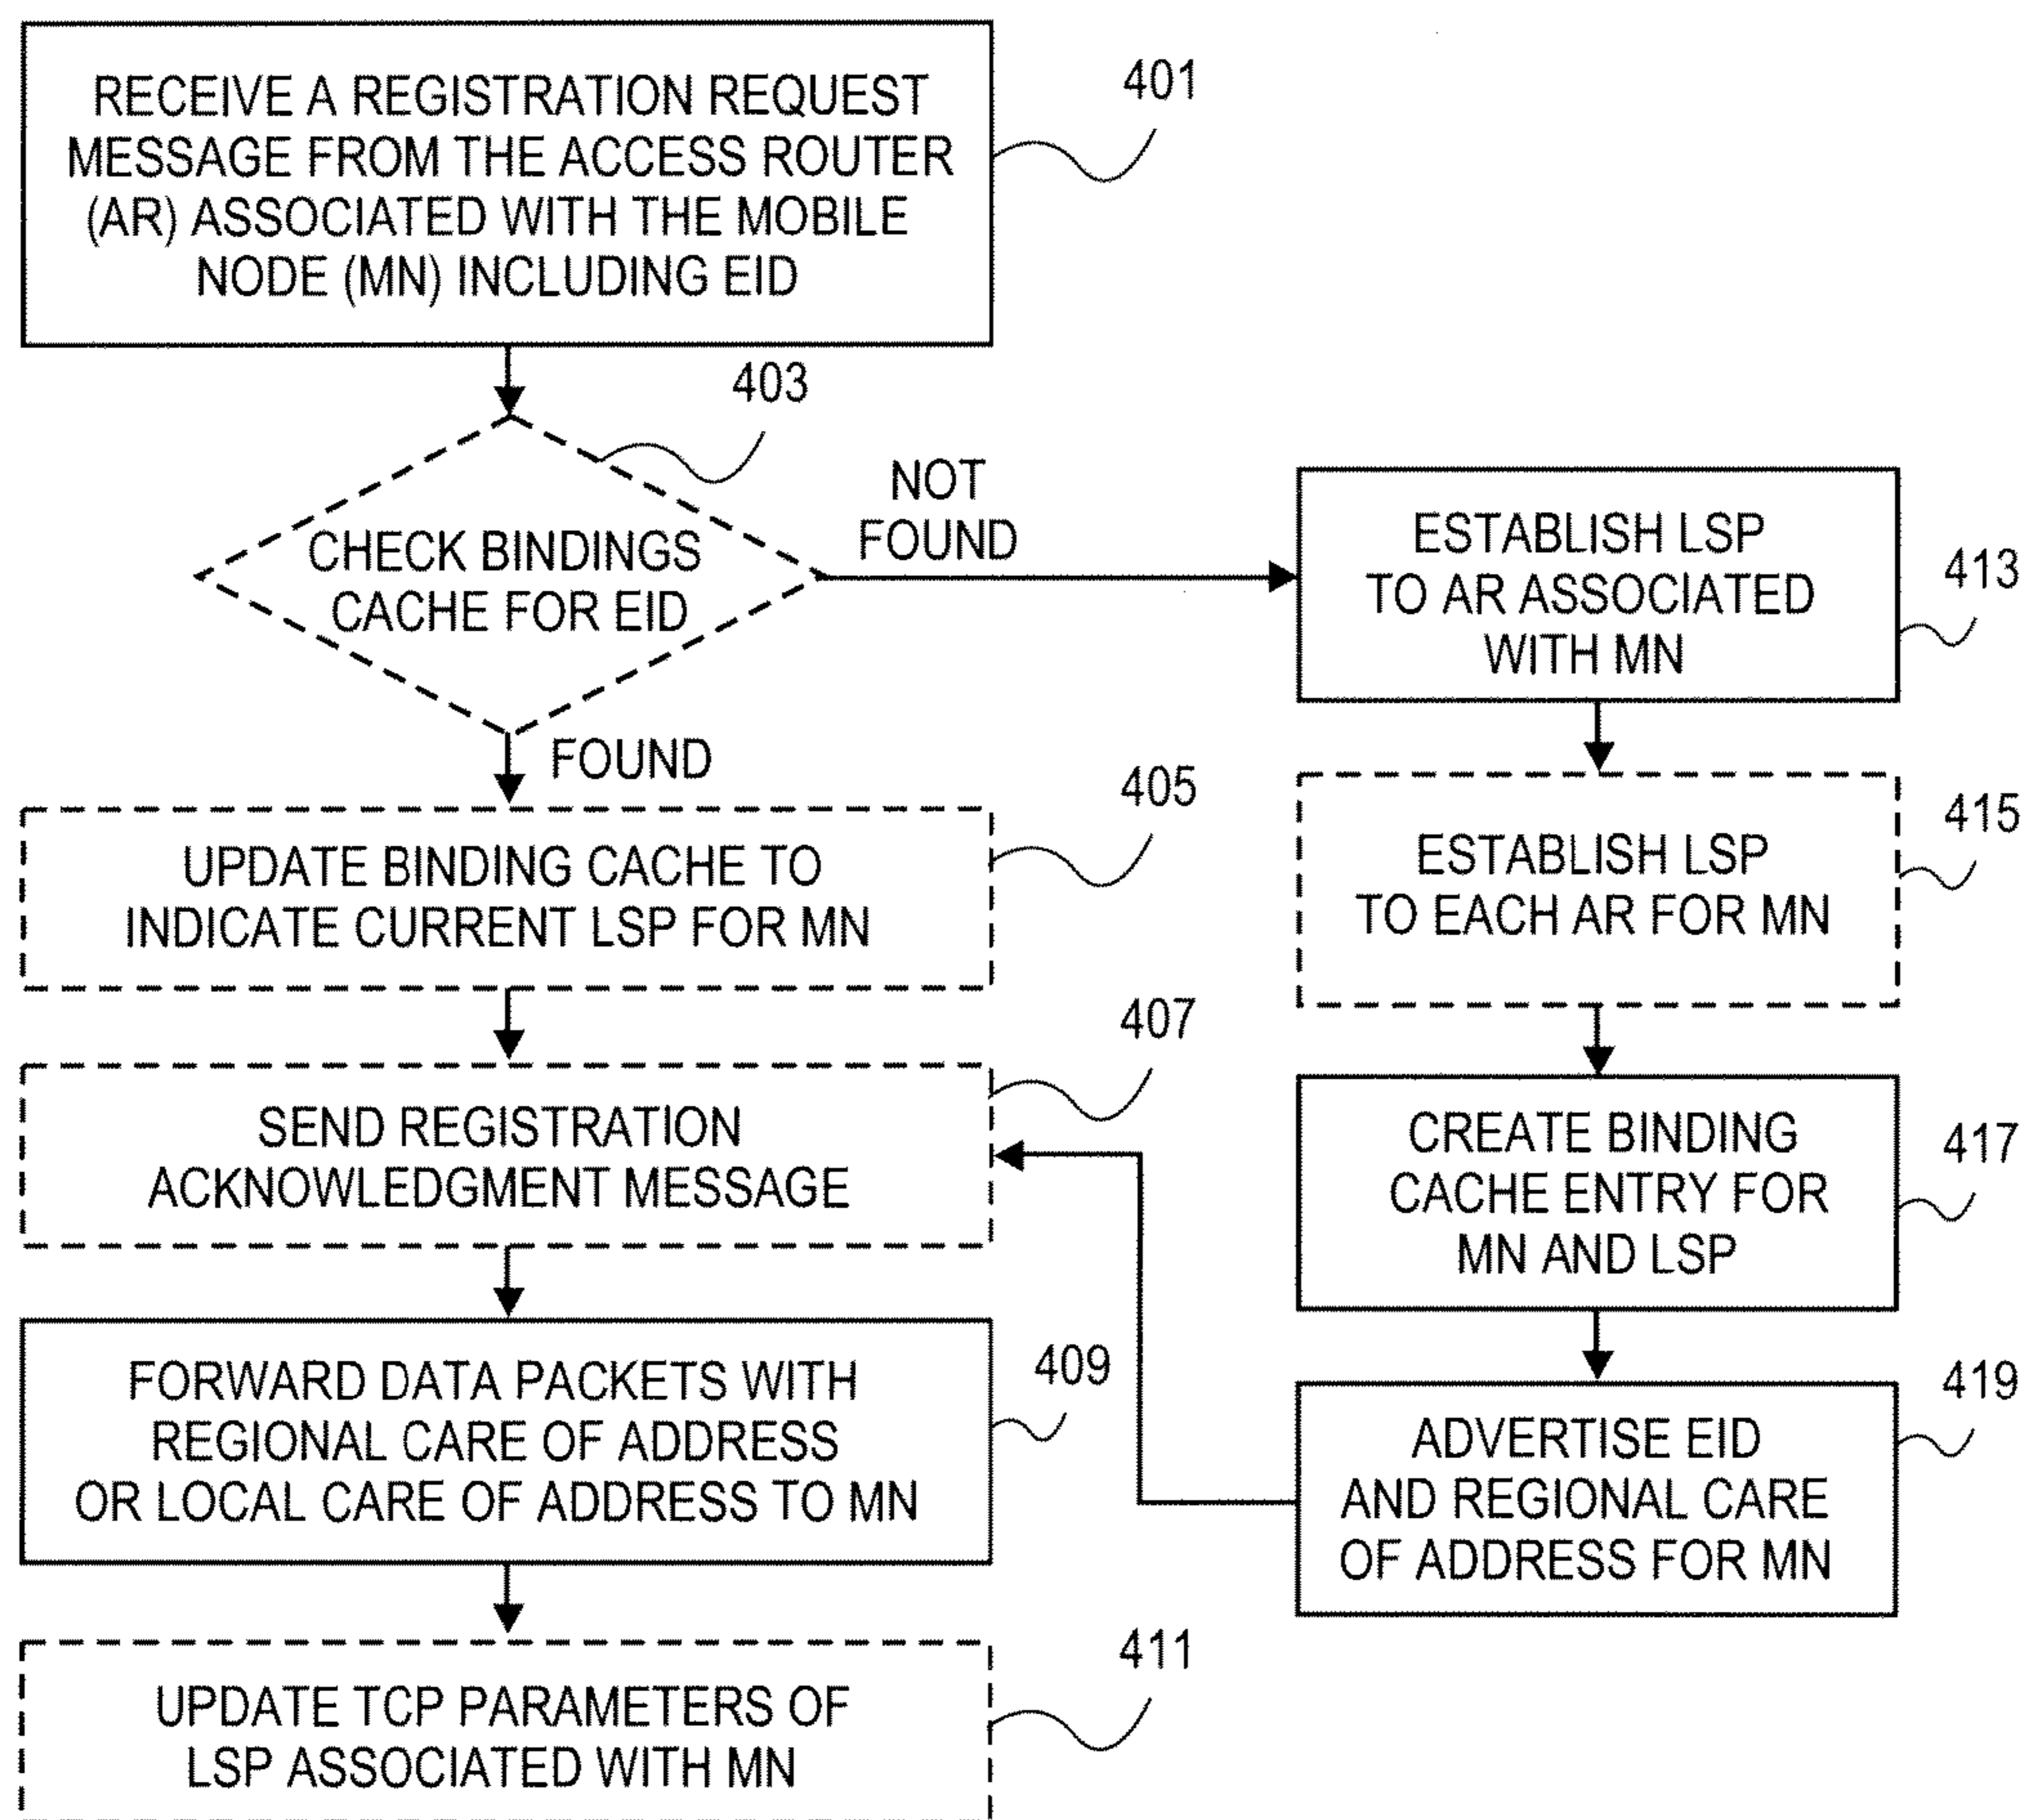 RECEIVE A REGISTRATION REQUEST
MESSAGE FROM THE ACCESS ROUTER
(AR) ASSOCIATED WITH THE MOBILE
NODE (MN) INCLUDING EID
401
403
CHECK BINDINGS
CACHE FOR EID
NOT
FOUND
FOUND
UPDATE BINDING CACHE TO
INDICATE CURRENT LSP FOR MN
405
SEND REGISTRATION
ACKNOWLEDGMENT MESSAGE
407
FORWARD DATA PACKETS WITH
REGIONAL CARE OF ADDRESS
OR LOCAL CARE OF ADDRESS TO MN
409
UPDATE TCP PARAMETERS OF
LSP ASSOCIATED WITH MN
411
ESTABLISH LSP
TO AR ASSOCIATED
WITH MN
413
ESTABLISH LSP
TO EACH AR FOR MN
415
CREATE BINDING
CACHE ENTRY FOR
MN AND LSP
417
ADVERTISE EID
AND REGIONAL CARE
OF ADDRESS FOR MN
419